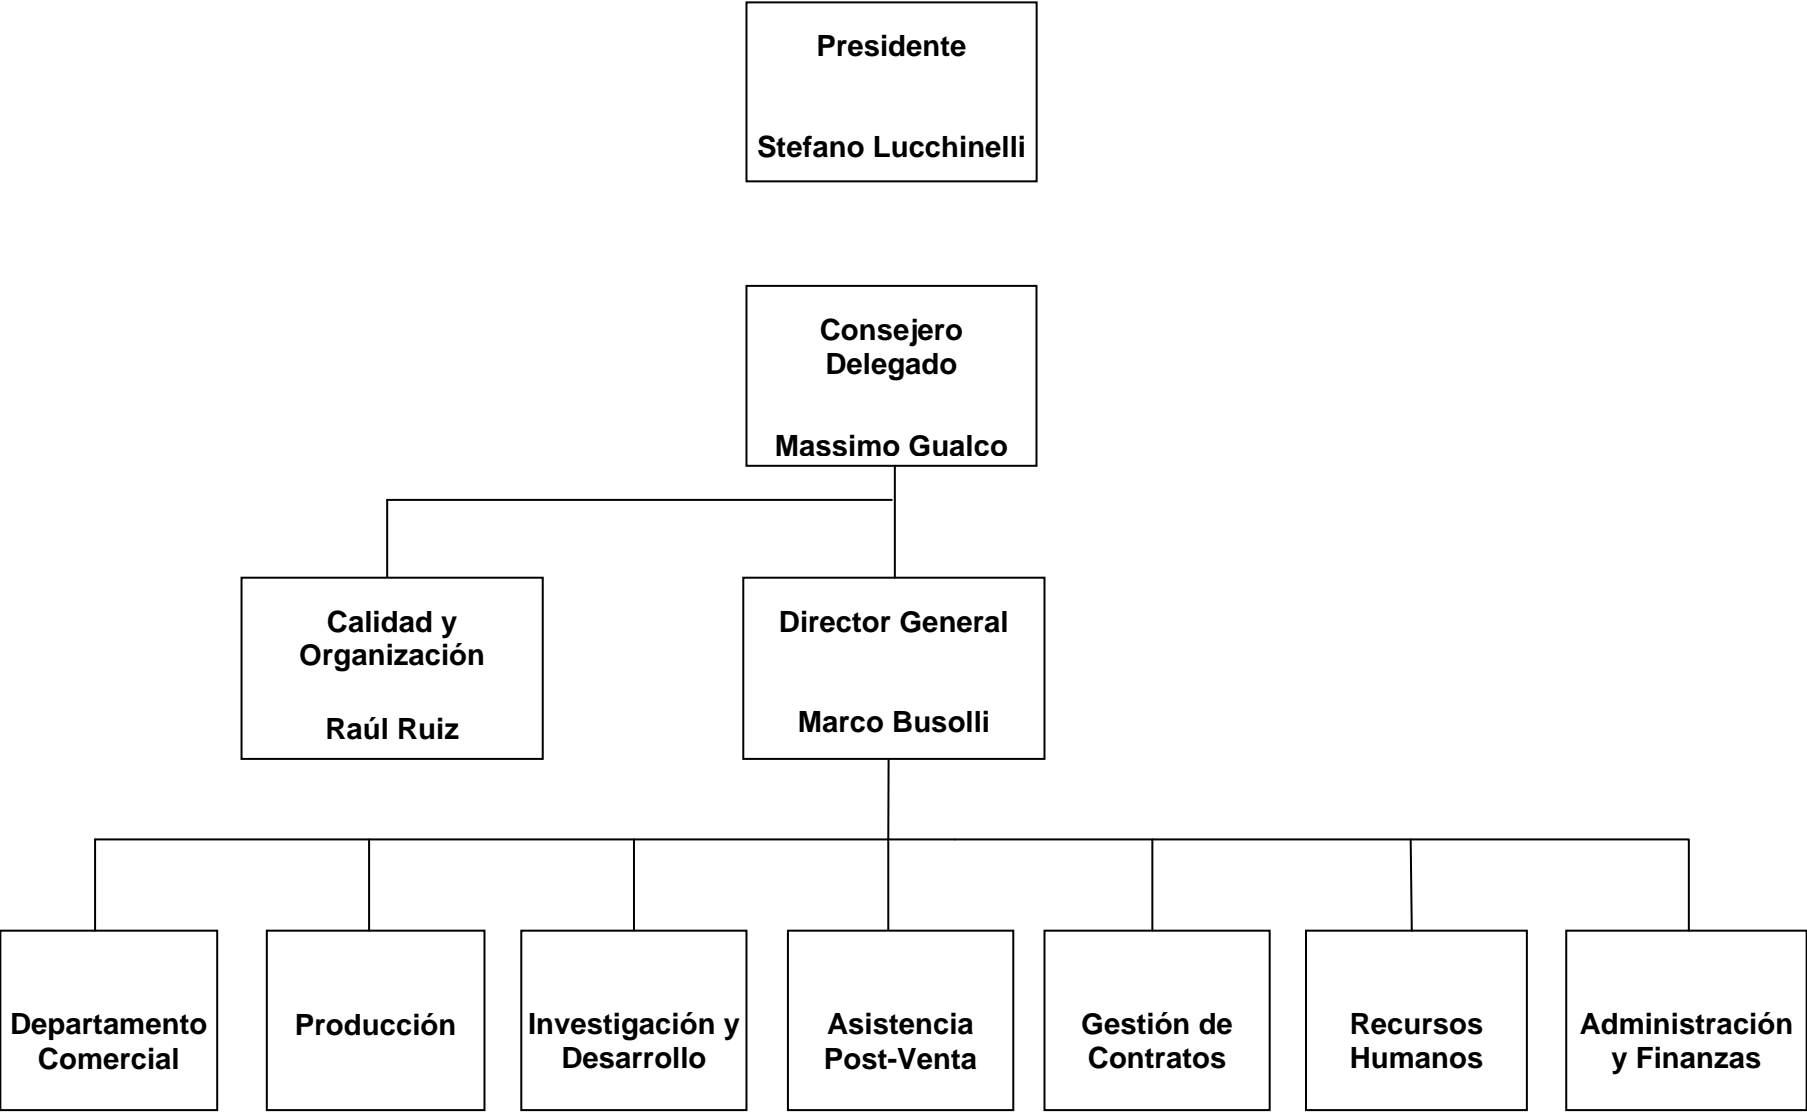 Presidente
Stefano Lucchinelli
Consejero
Delegado
Massimo Gualco
Calidad y
Organización
Raúl Ruiz
Director General
Marco Busolli
Departamento
Comercial
Producción
Investigación y
Desarrollo
Asistencia
Post-Venta
Gestión de
Contratos
Recursos
Humanos
Administración
y Finanzas